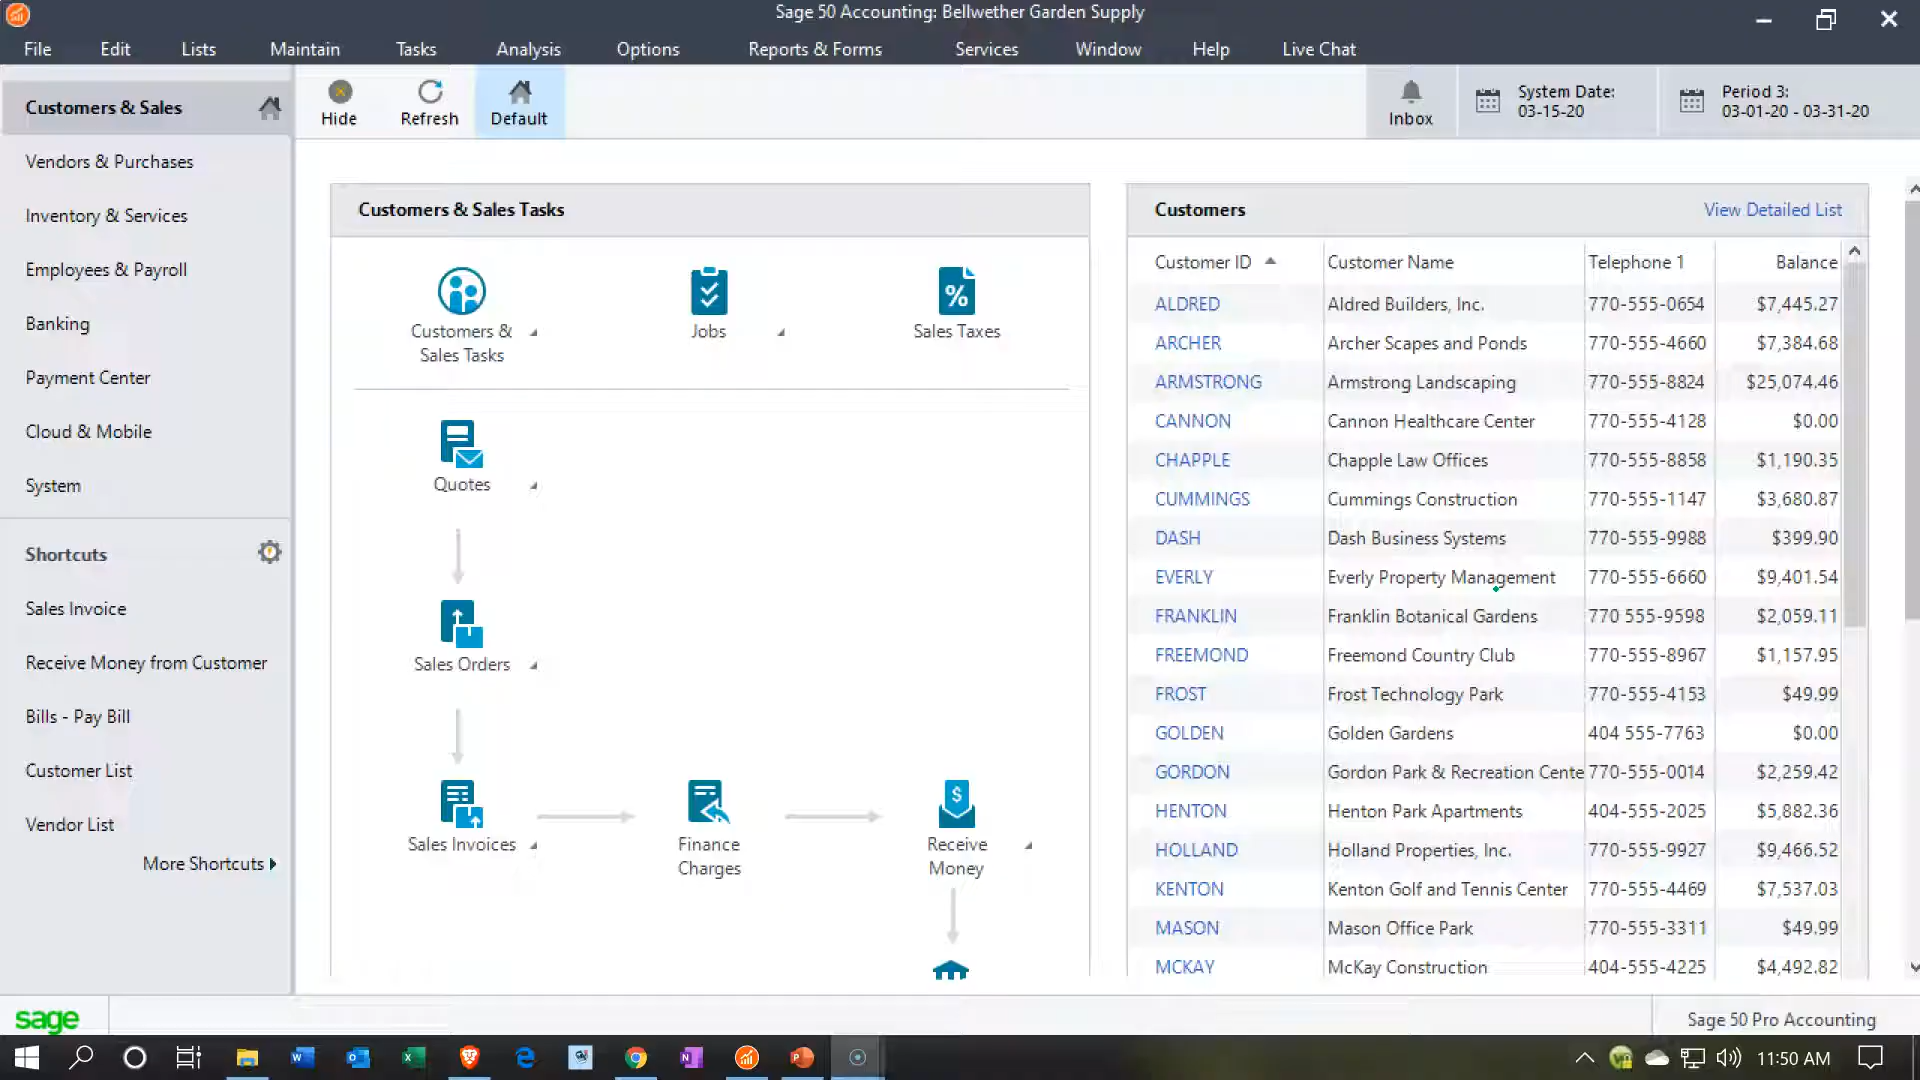 Sage 50 Accounting: Bellwether Garden Supply
File Edit Lists Maintain Tasks Analysis Options Reports & Forms Services Window Help Live Chat
Customers & Sales
Vendors & Purchases
Inventory & Services
Employees & Payroll
Banking
Payment Center
Cloud & Mobile
System
Shortcuts
Sales Invoice
Receive Money from Customer
Bills - Pay Bill
Customer List
Vendor List
More Shortcuts
Hide
Refresh
Default
Inbox
System Date:
03-15-20
Period 3:
03-01-20 - 03-31-20
Customers & Sales Tasks
Customers &
Sales Tasks
Jobs
Sales Taxes
Quotes
Sales Orders
Sales Invoices
Finance
Charges
Receive
Money
Customers View Detailed List
Customer ID Customer Name Telephone 1 Balance
ALDRED Aldred Builders, Inc. 770-555-0654 $7,445.27
ARCHER Archer Scapes and Ponds 770-555-4660 $7,384.68
ARMSTRONG Armstrong Landscaping 770-555-8824 $25,074.46
CANNON Cannon Healthcare Center 770-555-4128 $0.00
CHAPPLE Chapple Law Offices 770-555-8858 $1,190.35
CUMMINGS Cummings Construction 770-555-1147 $3,680.87
DASH Dash Business Systems 770-555-9988 $399.90
EVERLY Everly Property Management 770-555-6660 $9,401.54
FRANKLIN Franklin Botanical Gardens 770 555-9598 $2,059.11
FREEMOND Freemond Country Club 770-555-8967 $1,157.95
FROST Frost Technology Park 770-555-4153 $49.99
GOLDEN Golden Gardens 404 555-7763 $0.00
GORDON Gordon Park & Recreation Cente 770-555-0014 $2,259.42
HENTON Henton Park Apartments 404-555-2025 $5,882.36
HOLLAND Holland Properties, Inc. 770-555-9927 $9,466.52
KENTON Kenton Golf and Tennis Center 770-555-4469 $7,537.03
MASON Mason Office Park 770-555-3311 $49.99
MCKAY McKay Construction 404-555-4225 $4,492.82
sage
Sage 50 Pro Accounting
11:50 AM